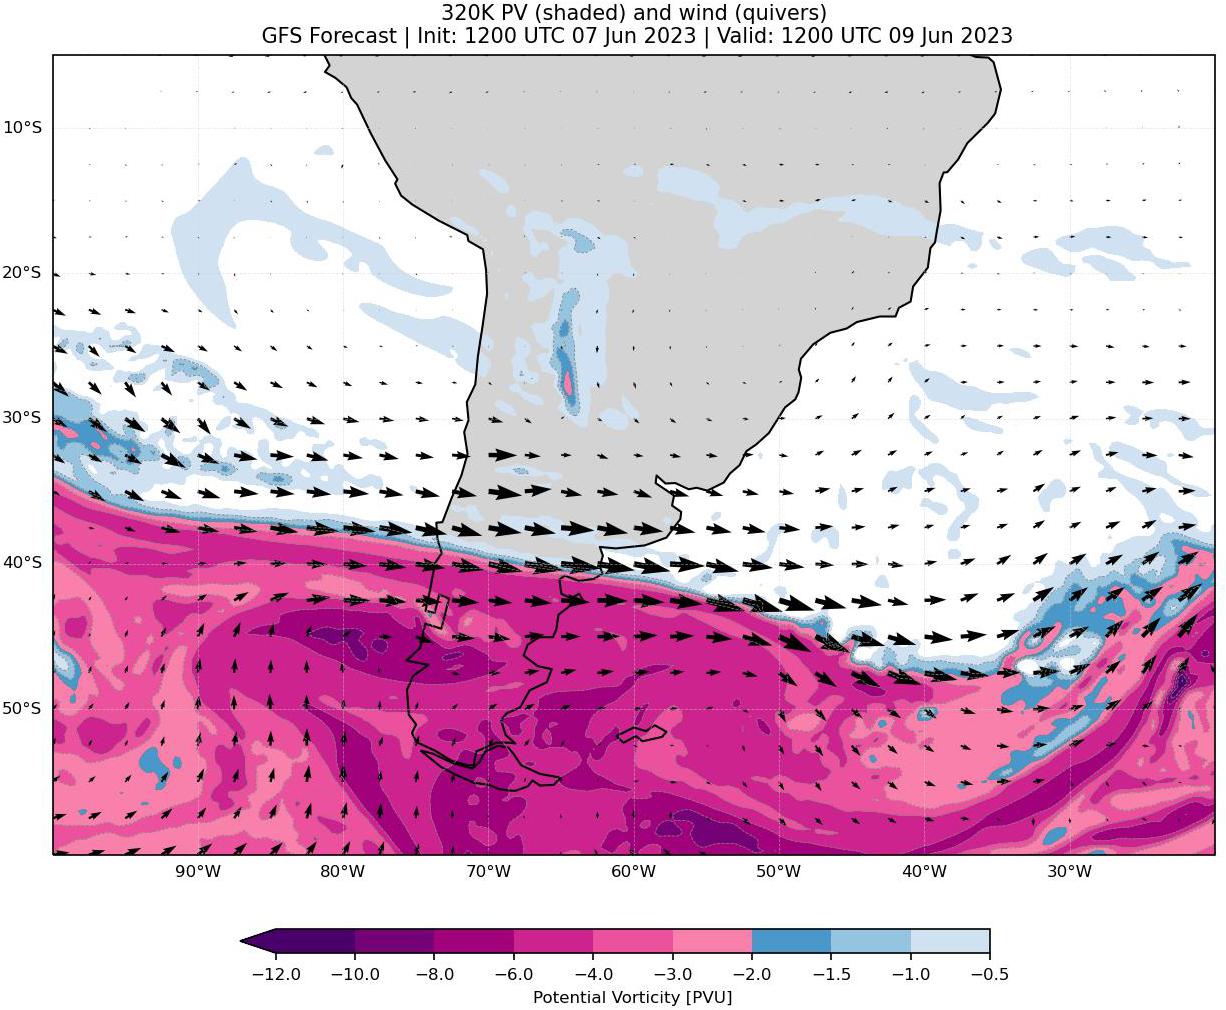 320K PV (shaded) and wind (quivers)
GFS Forecast | Init: 1200 UTC 07 Jun 2023 | Valid: 1200 UTC 09 Jun 2023
10°S
20°S
30°S
40°S
50°S
90°W 80°W 70°W 60°W 50°W 40°W 30°W
−12.0 −10.0 −8.0 −6.0 −4.0 −3.0 −2.0 −1.5 −1.0 −0.5
Potential Vorticity [PVU]